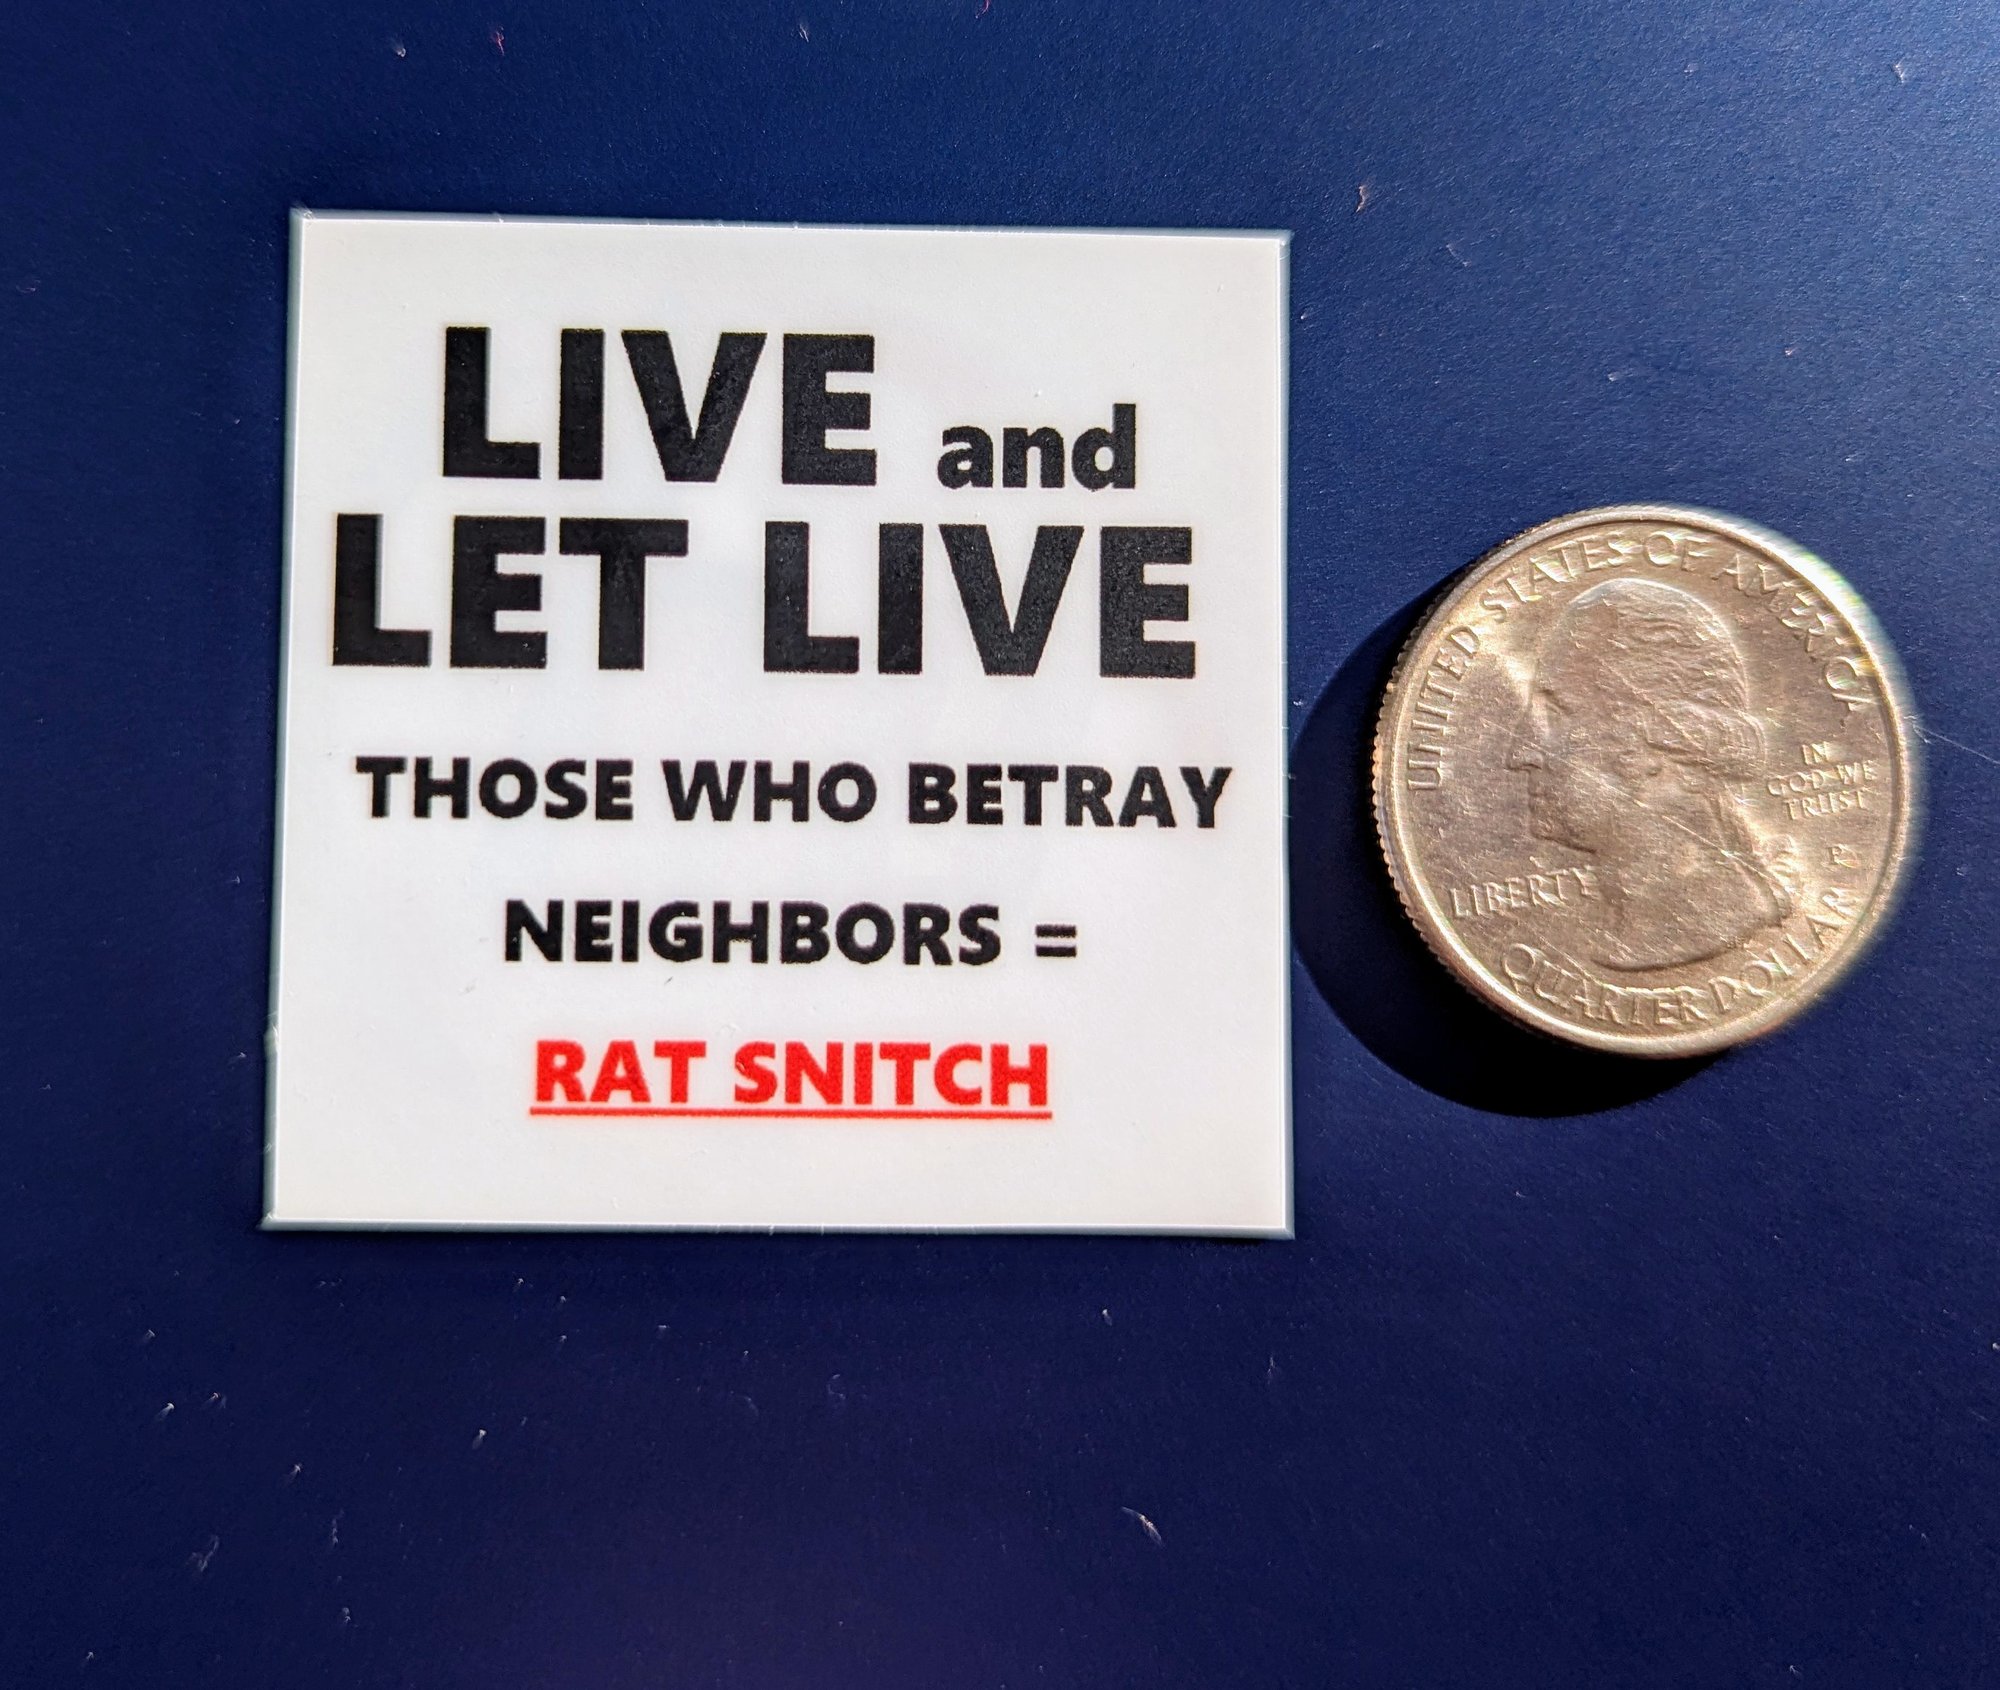 LIVE and
LET LIVE
THOSE WHO BETRAY
NEIGHBORS =
RAT SNITCH
UNITED STATES OF AMERICA
IN
GOD WE
TRUST
P
LIBERTY
QUARTER DOLLAR